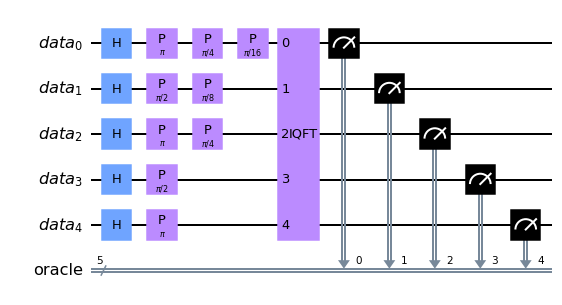 data0 H P π P π/4 P π/16 0
data1 H P π/2 P π/8 1
data2 H P π P π/4 2 IQFT
data3 H P π/2 3
data4 H P π 4
oracle 5 0 1 2 3 4